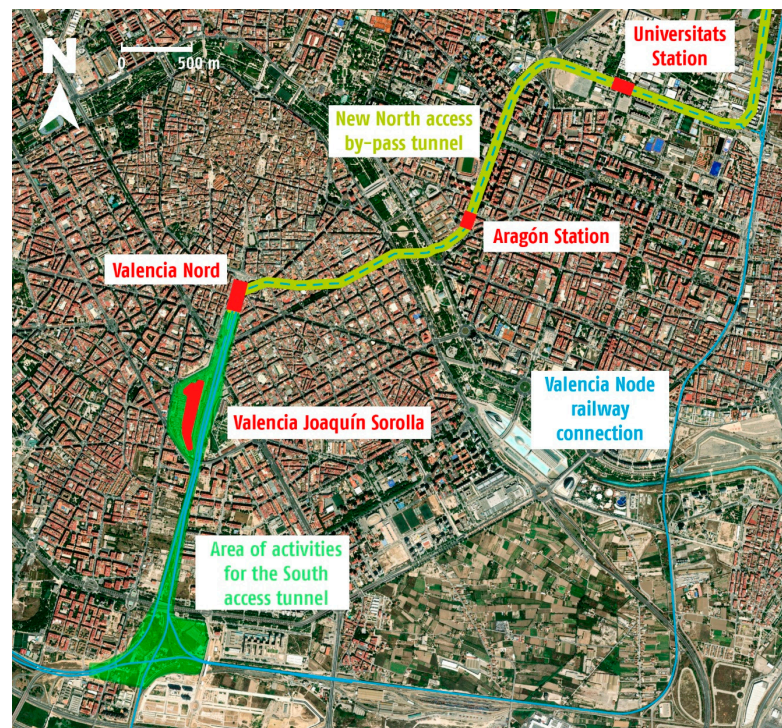 N
0 500 m
Universitats
Station
New North access
by-pass tunnel
Aragón Station
Valencia Nord
Valencia Node
railway
connection
Valencia Joaquín Sorolla
Area of activities
for the South
access tunnel